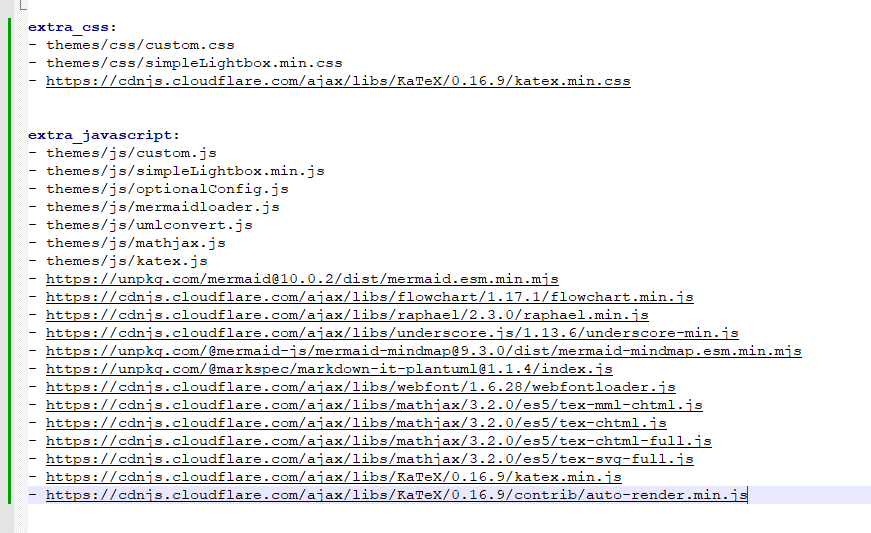 extra_css:
- themes/css/custom.css
- themes/css/simpleLightbox.min.css
- https://cdnjs.cloudflare.com/ajax/libs/KaTeX/0.16.9/katex.min.css
extra_javascript:
- themes/js/custom.js
- themes/js/simpleLightbox.min.js
- themes/js/optionalConfig.js
- themes/js/mermaidloader.js
- themes/js/umlconvert.js
- themes/js/mathjax.js
- themes/js/katex.js
- https://unpkg.com/mermaid@10.0.2/dist/mermaid.esm.min.mjs
- https://cdnjs.cloudflare.com/ajax/libs/flowchart/1.17.1/flowchart.min.js
- https://cdnjs.cloudflare.com/ajax/libs/raphael/2.3.0/raphael.min.js
- https://cdnjs.cloudflare.com/ajax/libs/underscore.js/1.13.6/underscore-min.js
- https://unpkg.com/@mermaid-js/mermaid-mindmap@9.3.0/dist/mermaid-mindmap.esm.min.mjs
- https://unpkg.com/@markspec/markdown-it-plantuml@1.1.4/index.js
- https://cdnjs.cloudflare.com/ajax/libs/webfont/1.6.28/webfontloader.js
- https://cdnjs.cloudflare.com/ajax/libs/mathjax/3.2.0/es5/tex-mml-chtml.js
- https://cdnjs.cloudflare.com/ajax/libs/mathjax/3.2.0/es5/tex-chtml.js
- https://cdnjs.cloudflare.com/ajax/libs/mathjax/3.2.0/es5/tex-chtml-full.js
- https://cdnjs.cloudflare.com/ajax/libs/mathjax/3.2.0/es5/tex-svg-full.js
- https://cdnjs.cloudflare.com/ajax/libs/KaTeX/0.16.9/katex.min.js
- https://cdnjs.cloudflare.com/ajax/libs/KaTeX/0.16.9/contrib/auto-render.min.js